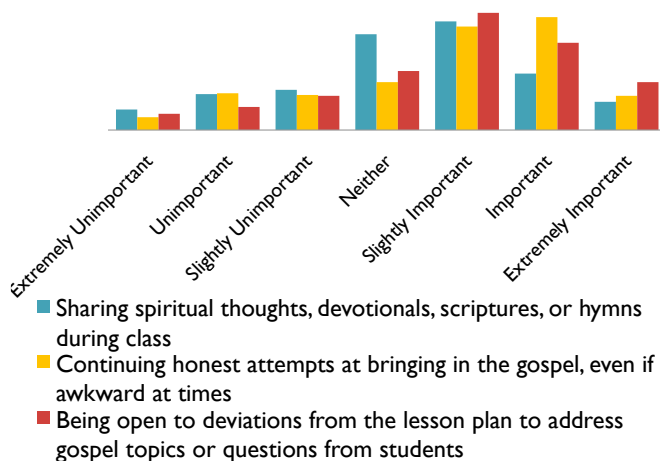 Extremely Unimportant
Unimportant
Slightly Unimportant
Neither
Slightly Important
Important
Extremely Important
Sharing spiritual thoughts, devotionals, scriptures, or hymns
during class
Continuing honest attempts at bringing in the gospel, even if
awkward at times
Being open to deviations from the lesson plan to address
gospel topics or questions from students